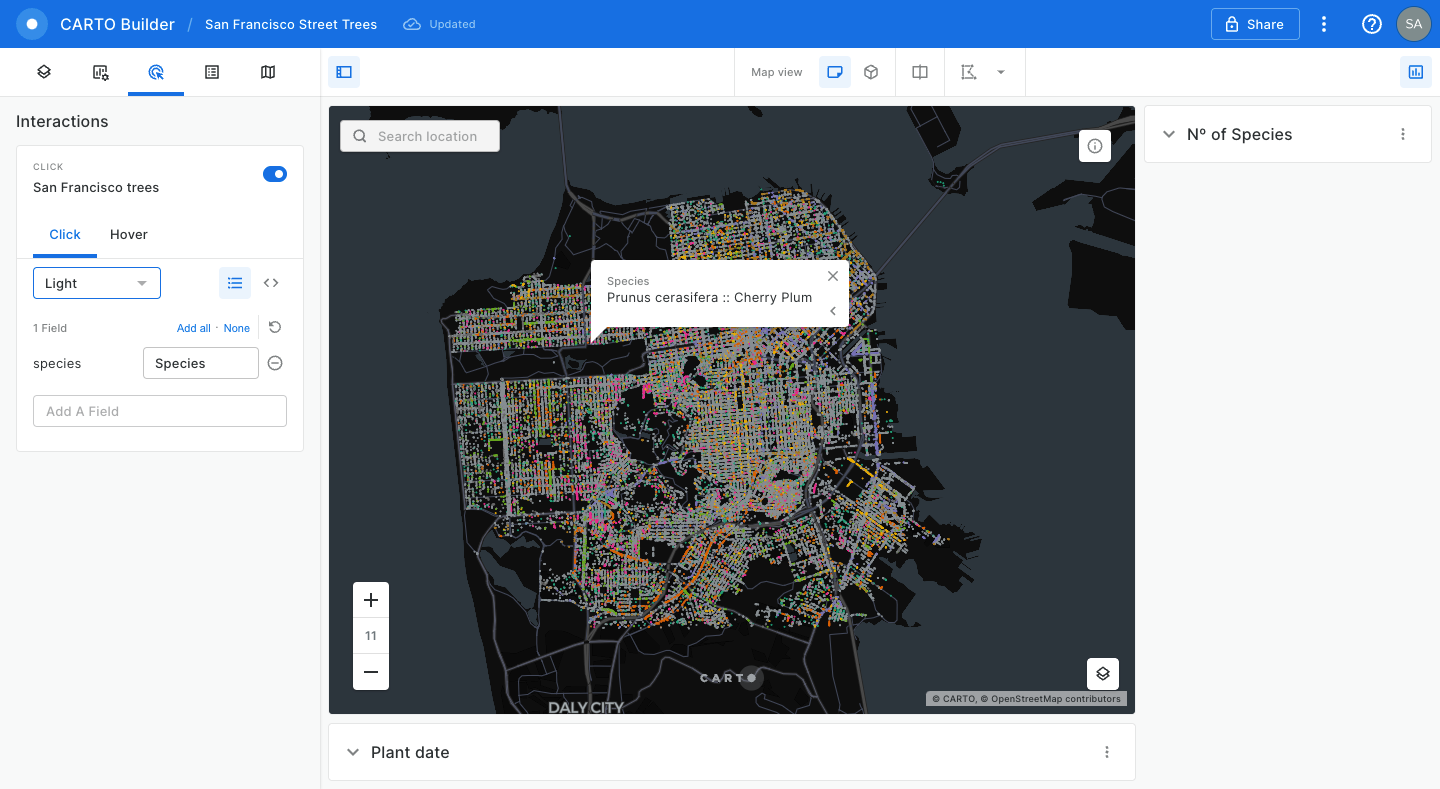 CARTO Builder / San Francisco Street Trees Updated Share SA
Map view
Interactions
CLICK
San Francisco trees
Click Hover
Light
1 Field Add all · None
species Species
Add A Field
Search location
Species
Prunus cerasifera :: Cherry Plum
11
CARTO
DALY CITY
© CARTO, © OpenStreetMap contributors
Nº of Species
Plant date